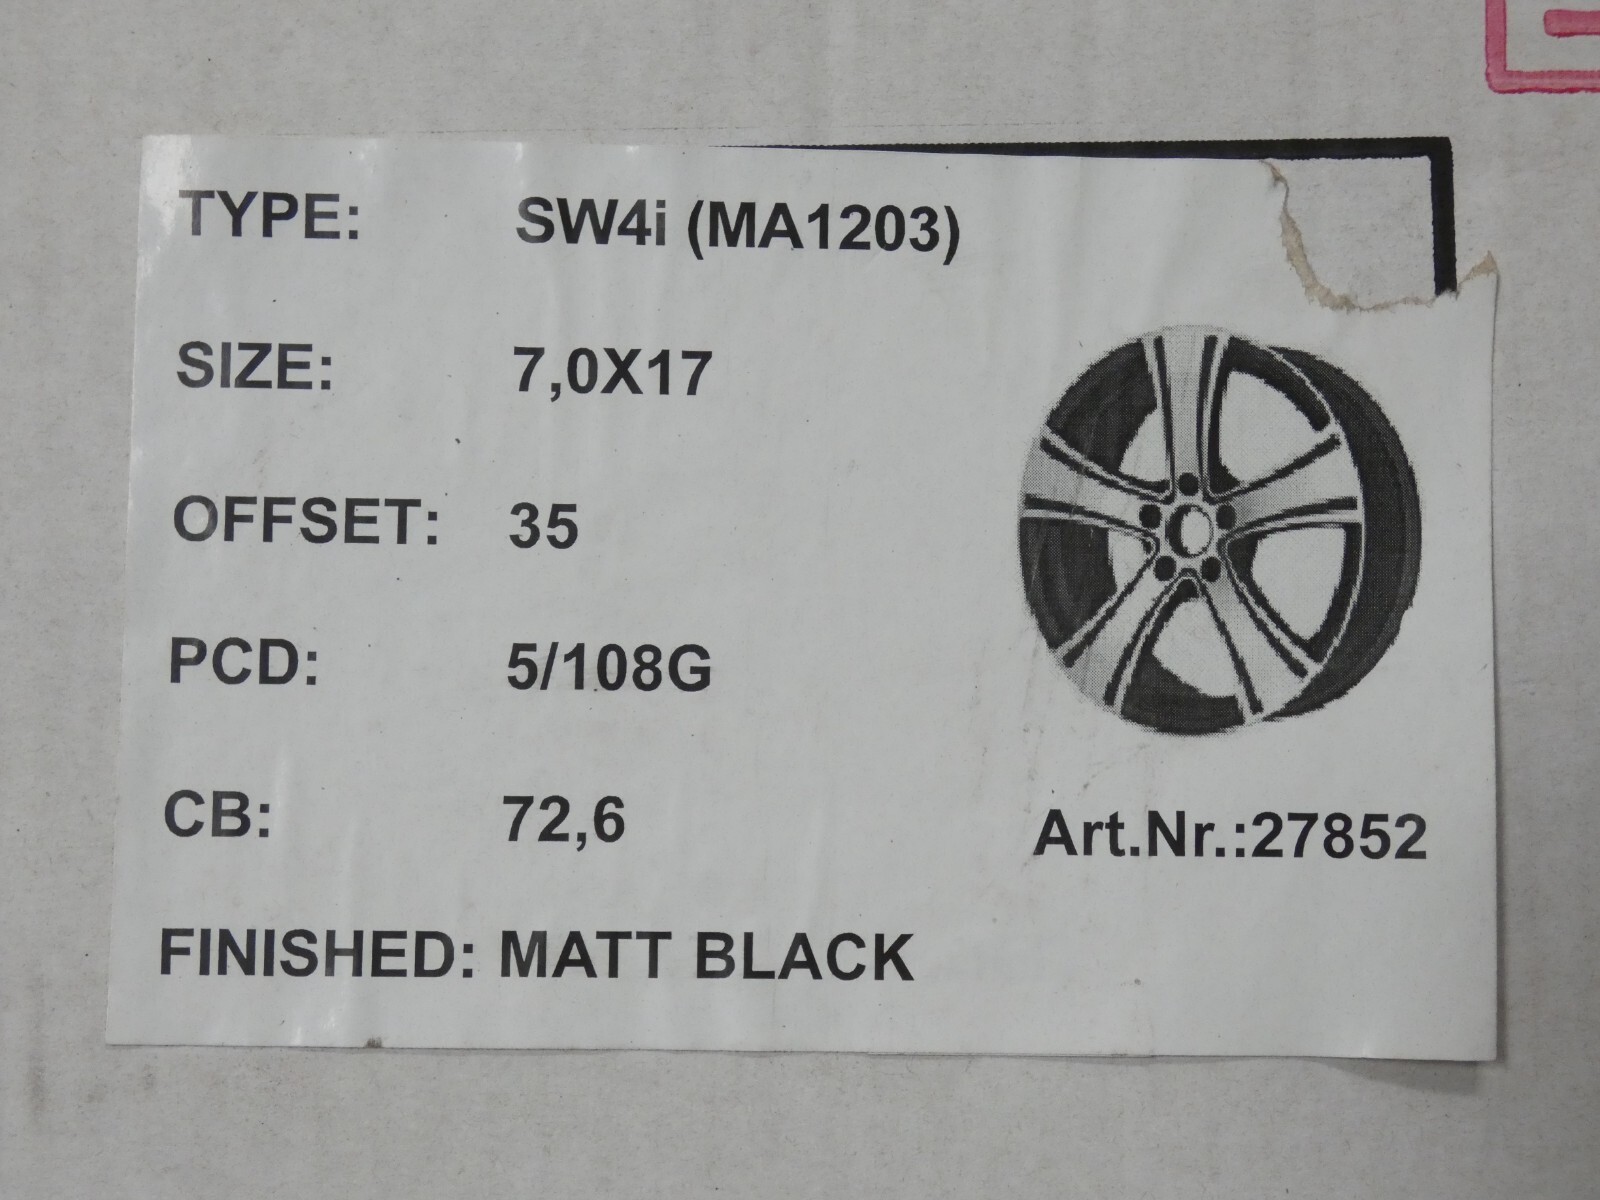 TYPE: SW4i (MA1203)
SIZE: 7,0X17
OFFSET: 35
PCD: 5/108G
CB: 72,6
Art.Nr.:27852
FINISHED: MATT BLACK